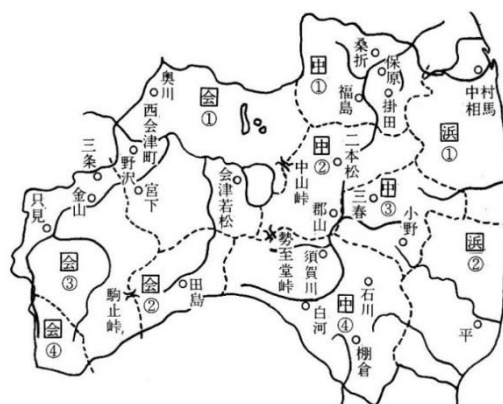 奥川
会
①
西会津町
三条
野沢
宮下
金山
只見
会
③
会
④
駒止峠
会
②
田島
会津若松
中
①
桑折
保原
福島
掛田
中村
相馬
浜
①
中
②
二本松
中山峠
中
③
三春
郡山
小野
勢至堂峠
須賀川
浜
②
石川
白河
中
④
棚倉
平